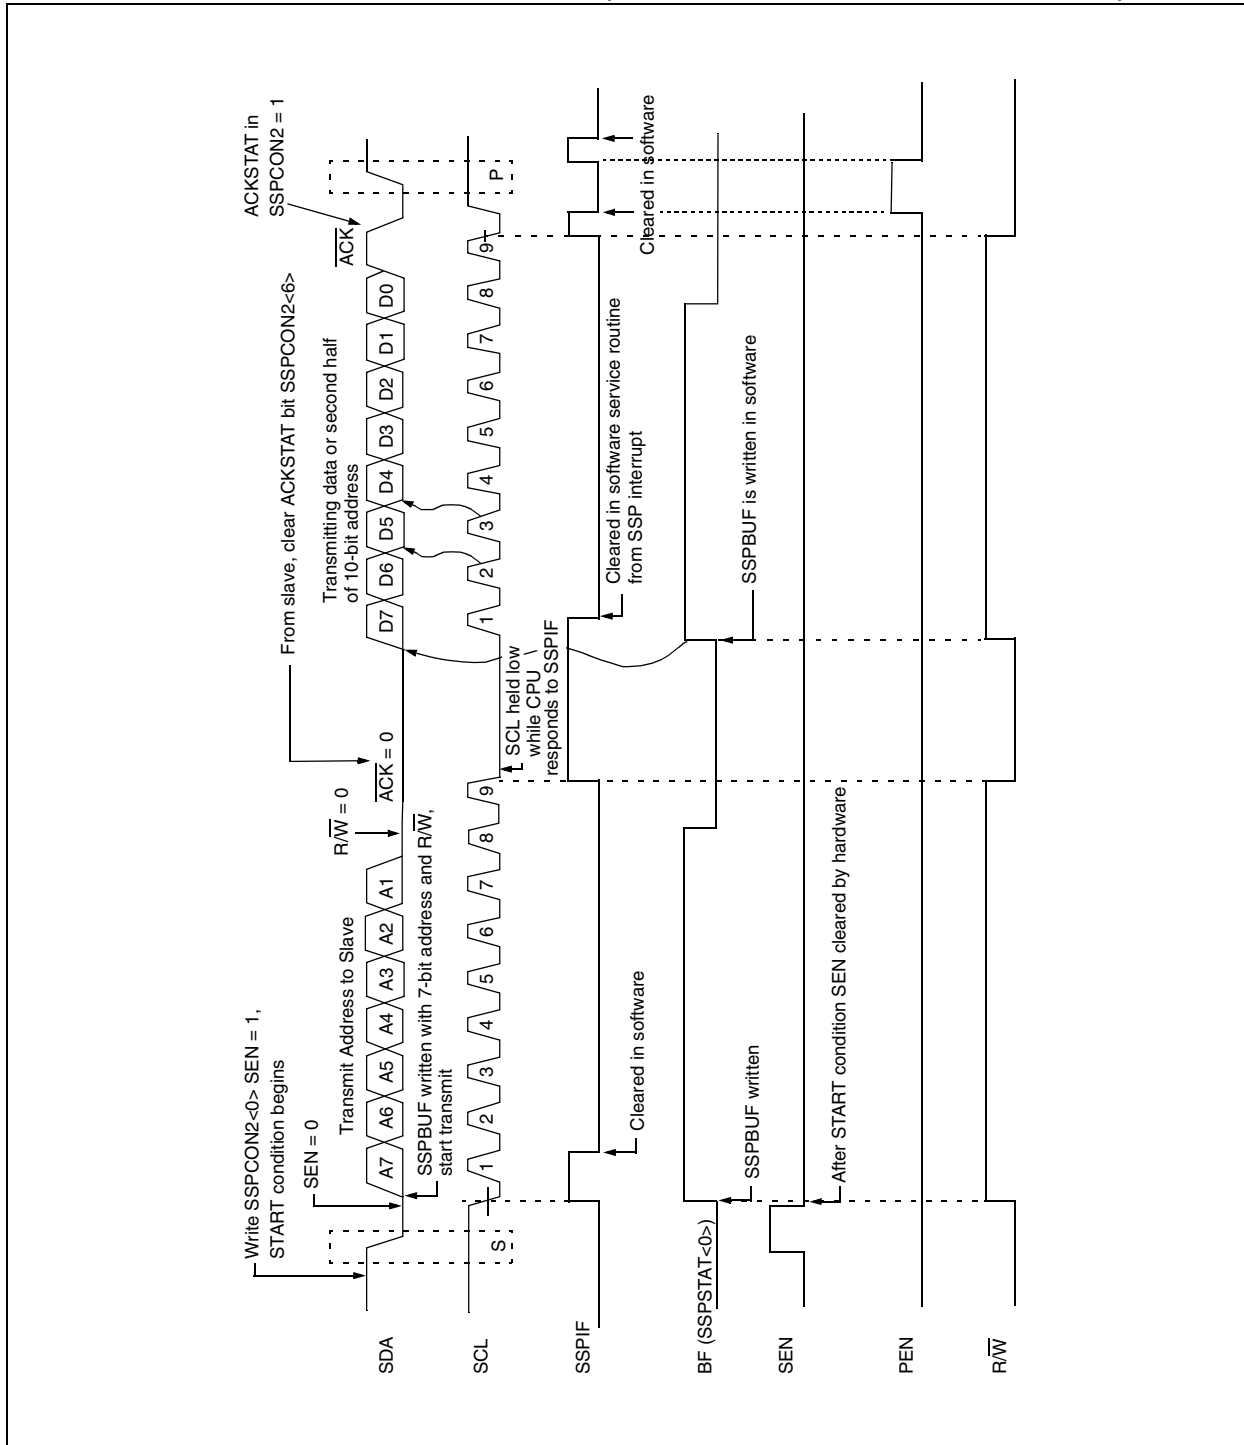 Write SSPCON2<0> SEN = 1,
START condition begins
SEN = 0
Transmit Address to Slave
R/W = 0
From slave, clear ACKSTAT bit SSPCON2<6>
ACK = 0
Transmitting data or second half
of 10-bit address
ACKSTAT in
SSPCON2 = 1
ACK
SDA
A7
A6
A5
A4
A3
A2
A1
D7
D6
D5
D4
D3
D2
D1
D0
SSPBUF written with 7-bit address and R/W,
start transmit
SCL
S
1
2
3
4
5
6
7
8
9
1
2
3
4
5
6
7
8
9
P
SCL held low
while CPU
responds to SSPIF
SSPIF
Cleared in software
Cleared in software service routine
from SSP interrupt
Cleared in software
BF (SSPSTAT<0>)
SSPBUF written
SSPBUF is written in software
SEN
After START condition SEN cleared by hardware
PEN
R/W